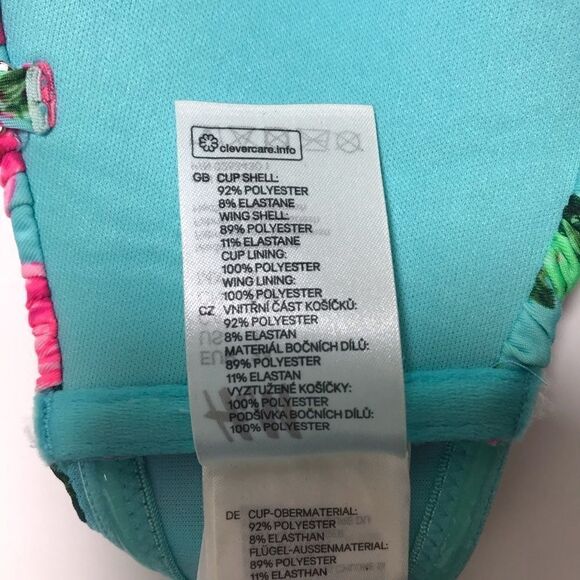 clevercare.info
GB CUP SHELL:
92% POLYESTER
8% ELASTANE
WING SHELL:
89% POLYESTER
11% ELASTANE
CUP LINING:
100% POLYESTER
WING LINING:
100% POLYESTER
CZ VNITŘNÍ ČÁST KOŠÍČKŮ:
92% POLYESTER
8% ELASTAN
MATERIÁL BOČNÍCH DÍLŮ:
89% POLYESTER
11% ELASTAN
VYZTUŽENÉ KOŠÍČKY:
100% POLYESTER
PODŠÍVKA BOČNÍCH DÍLŮ:
100% POLYESTER
DE CUP-OBERMATERIAL:
92% POLYESTER
8% ELASTHAN
FLÜGEL-AUSSENMATERIAL:
89% POLYESTER
11% ELASTHAN